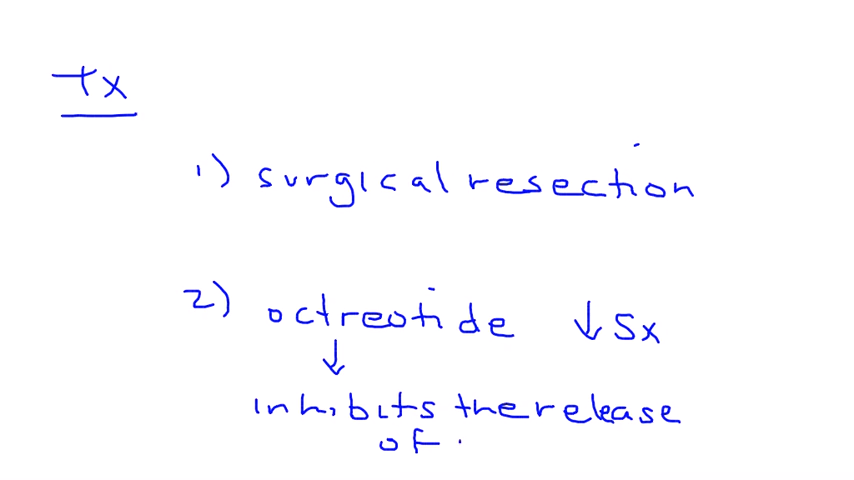 tx
1) surgical resection
2) octreotide ↓ Sx
↓
inhibits the release
of